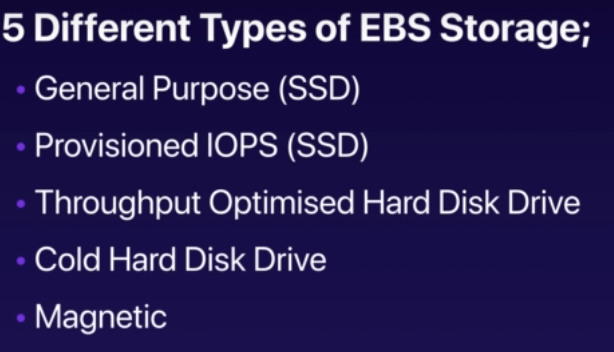 5 Different Types of EBS Storage;
• General Purpose (SSD)
• Provisioned IOPS (SSD)
• Throughput Optimised Hard Disk Drive
• Cold Hard Disk Drive
• Magnetic